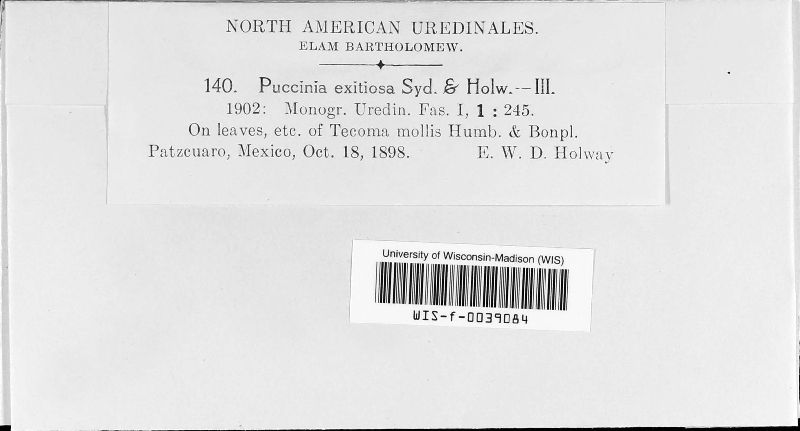 NORTH AMERICAN UREDINALES.
ELAM BARTHOLOMEW.
140. Puccinia exitiosa Syd. & Holw.—III.
1902: Monogr. Uredin. Fas. I, 1 : 245.
On leaves, etc. of Tecoma mollis Humb. & Bonpl.
Patzcuaro, Mexico, Oct. 18, 1898. E. W. D. Holway
University of Wisconsin-Madison (WIS)
WIS-f-0039084